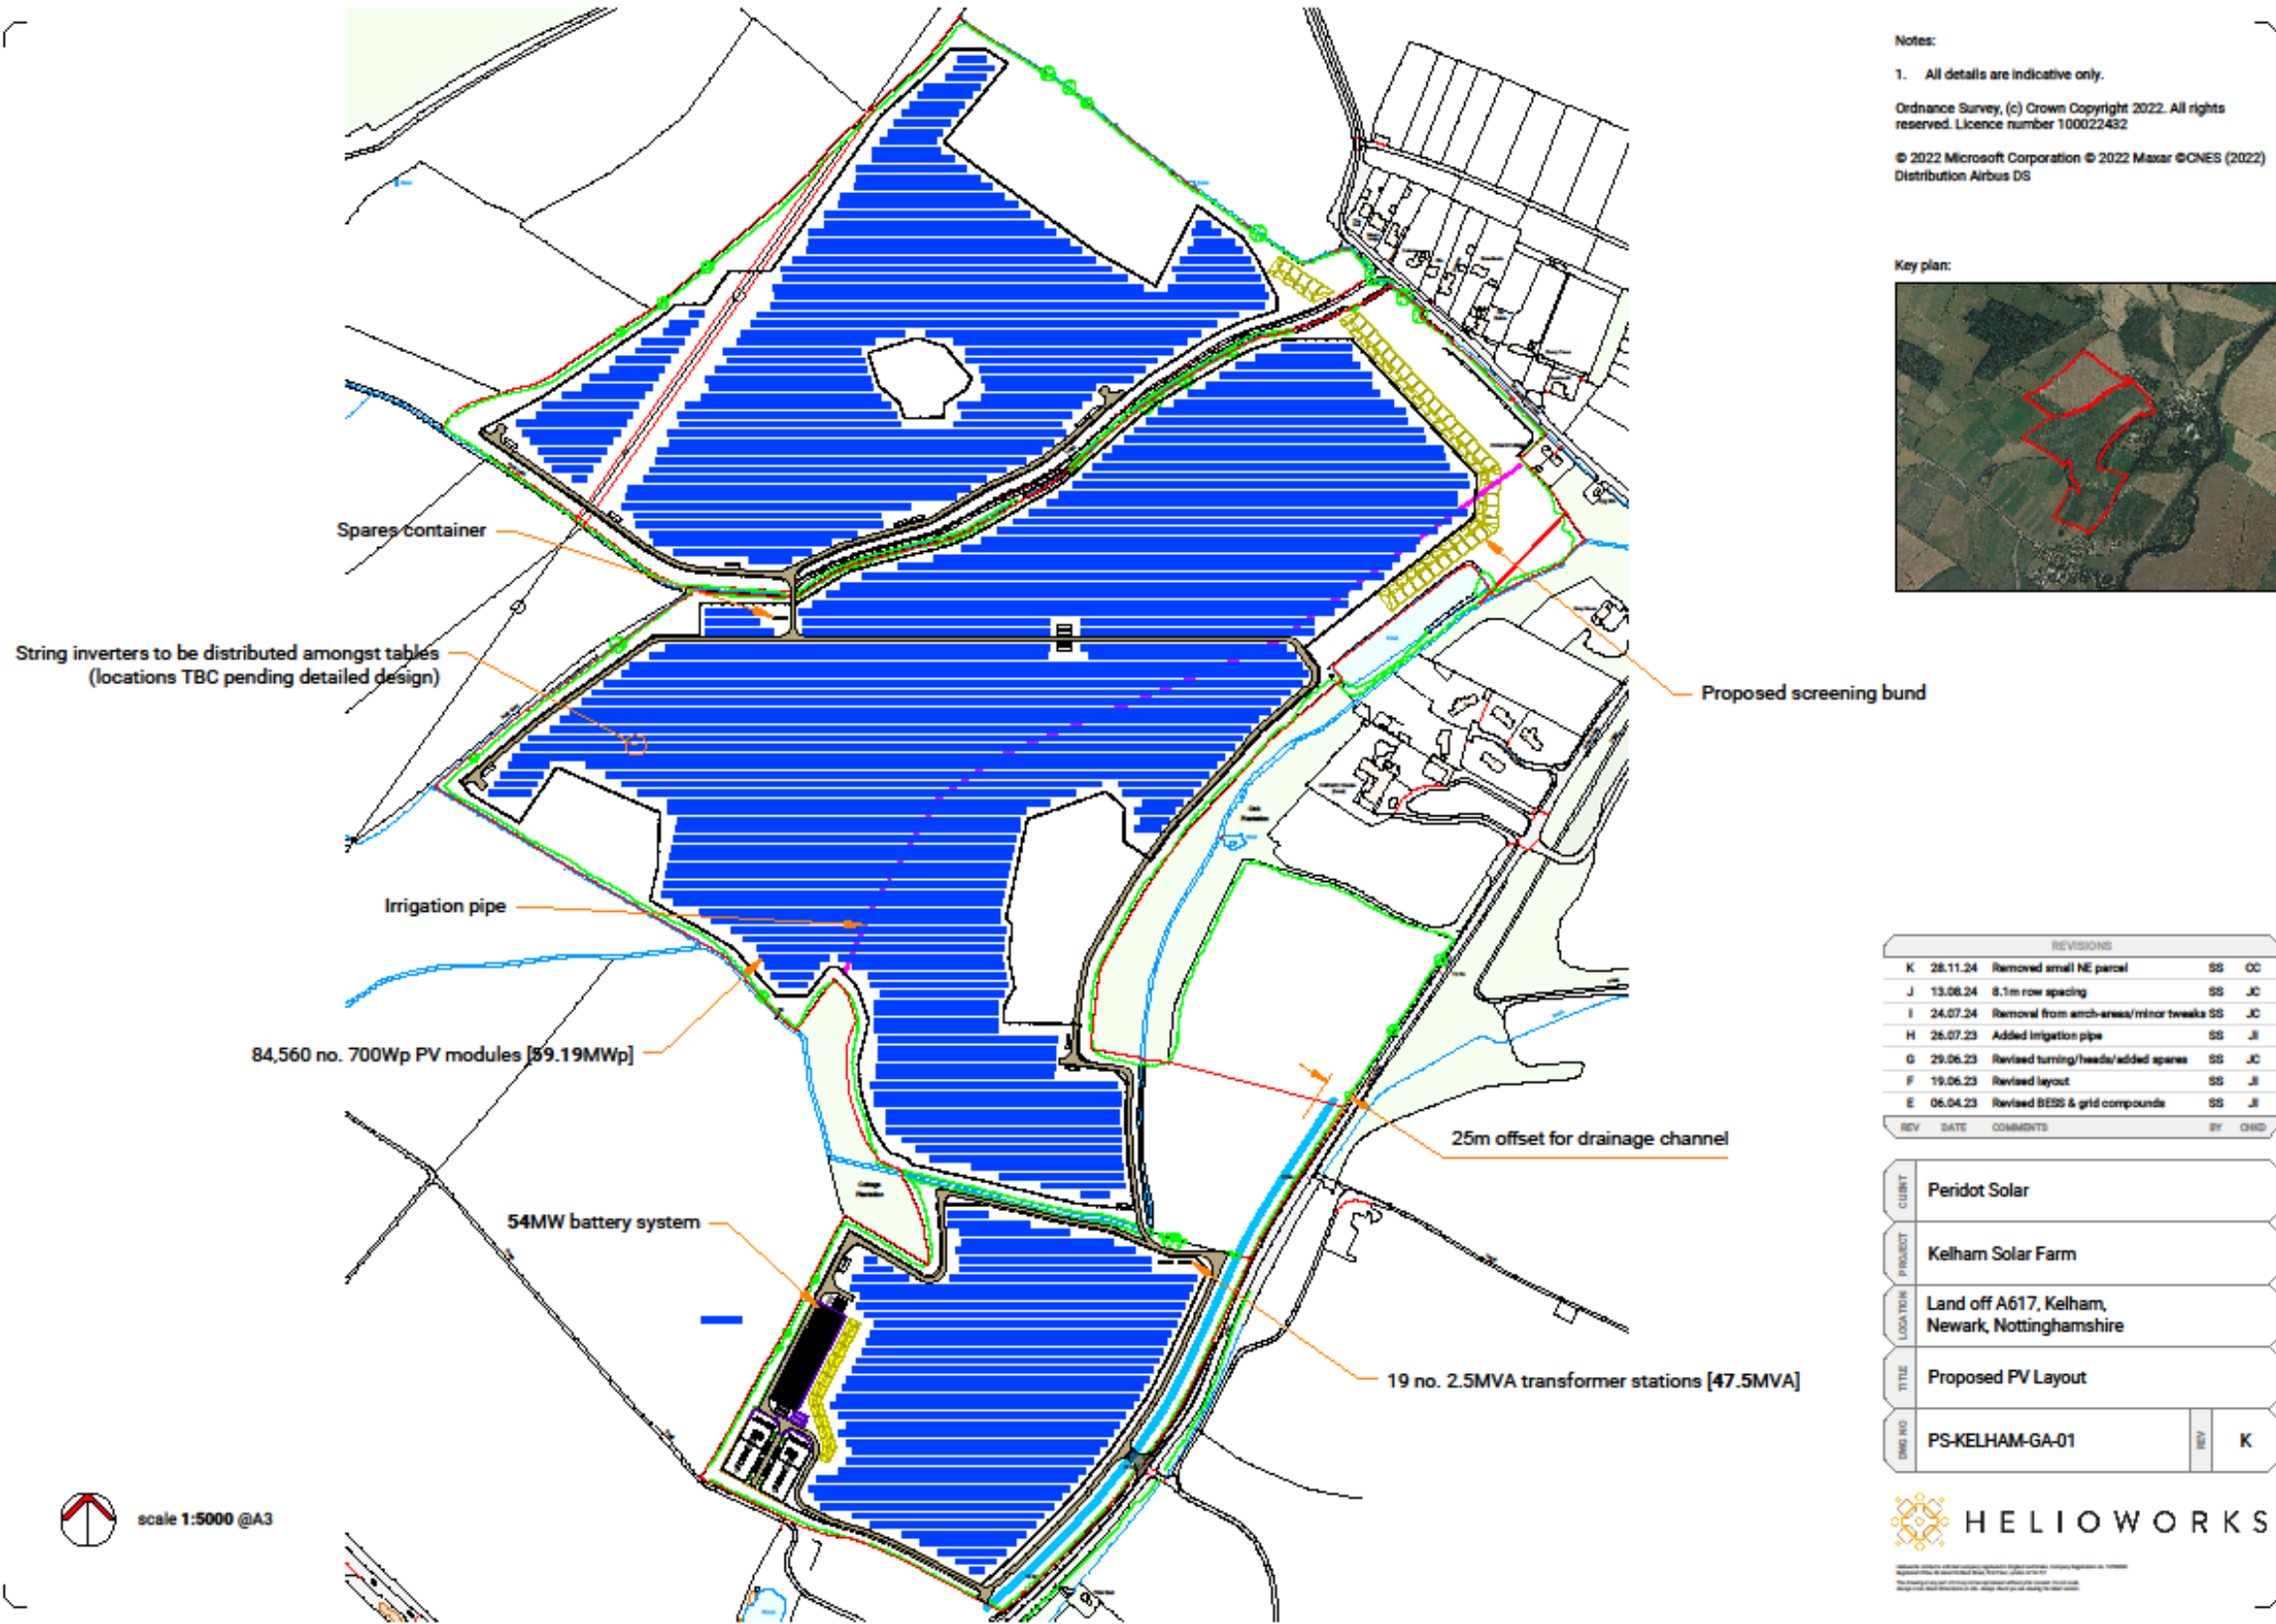 Notes:
1. All details are indicative only.
Ordnance Survey, (c) Crown Copyright 2022. All rights
reserved. Licence number 100022432
© 2022 Microsoft Corporation © 2022 Maxar ©CNES (2022)
Distribution Airbus DS
Key plan:
Spares container
String inverters to be distributed amongst tables
(locations TBC pending detailed design)
Proposed screening bund
Irrigation pipe
84,560 no. 700Wp PV modules [59.19MWp]
25m offset for drainage channel
54MW battery system
19 no. 2.5MVA transformer stations [47.5MVA]
scale 1:5000 @A3
REVISIONS
K 28.11.24 Removed small NE parcel SS CC
J 13.08.24 8.1m row spacing SS JC
I 24.07.24 Removal from arrch-areas/minor tweaks SS JC
H 26.07.23 Added irrigation pipe SS JI
G 29.06.23 Revised turning/heads/added spares SS JC
F 19.06.23 Revised layout SS JI
E 06.04.23 Revised BESS & grid compounds SS JI
REV DATE COMMENTS BY CHKD
CLIENT
Peridot Solar
PROJECT
Kelham Solar Farm
LOCATION
Land off A617, Kelham,
Newark, Nottinghamshire
TITLE
Proposed PV Layout
DWG NO
PS-KELHAM-GA-01
REV
K
HELIOWORKS